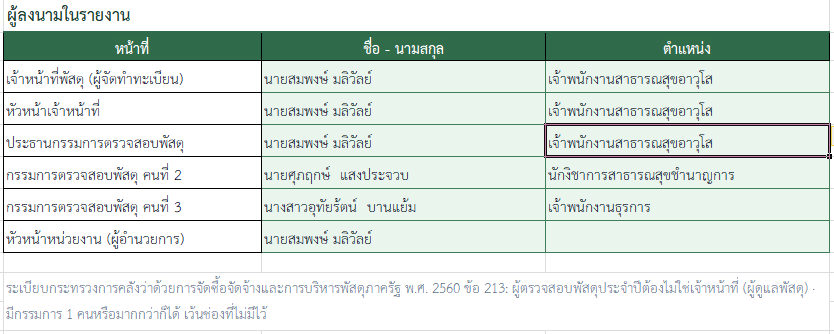 ผู้ลงนามในรายงาน
หน้าที่ ชื่อ - นามสกุล ตำแหน่ง
เจ้าหน้าที่พัสดุ (ผู้จัดทำทะเบียน) นายสมพงษ์ มลิวัลย์ เจ้าพนักงานสาธารณสุขอาวุโส
หัวหน้าเจ้าหน้าที่ นายสมพงษ์ มลิวัลย์ เจ้าพนักงานสาธารณสุขอาวุโส
ประธานกรรมการตรวจสอบพัสดุ นายสมพงษ์ มลิวัลย์ เจ้าพนักงานสาธารณสุขอาวุโส
กรรมการตรวจสอบพัสดุ คนที่ 2 นายศุภฤกษ์ แสงประจวบ นักวิชาการสาธารณสุขชำนาญการ
กรรมการตรวจสอบพัสดุ คนที่ 3 นางสาวอุทัยรัตน์ บานแย้ม เจ้าพนักงานธุรการ
หัวหน้าหน่วยงาน (ผู้อำนวยการ) นายสมพงษ์ มลิวัลย์
ระเบียบกระทรวงการคลังว่าด้วยการจัดซื้อจัดจ้างและการบริหารพัสดุภาครัฐ พ.ศ. 2560 ข้อ 213: ผู้ตรวจสอบพัสดุประจำปีต้องไม่ใช่เจ้าหน้าที่ (ผู้ดูแลพัสดุ) ·
มีกรรมการ 1 คนหรือมากกว่าก็ได้ เว้นช่องที่ไม่มีไว้